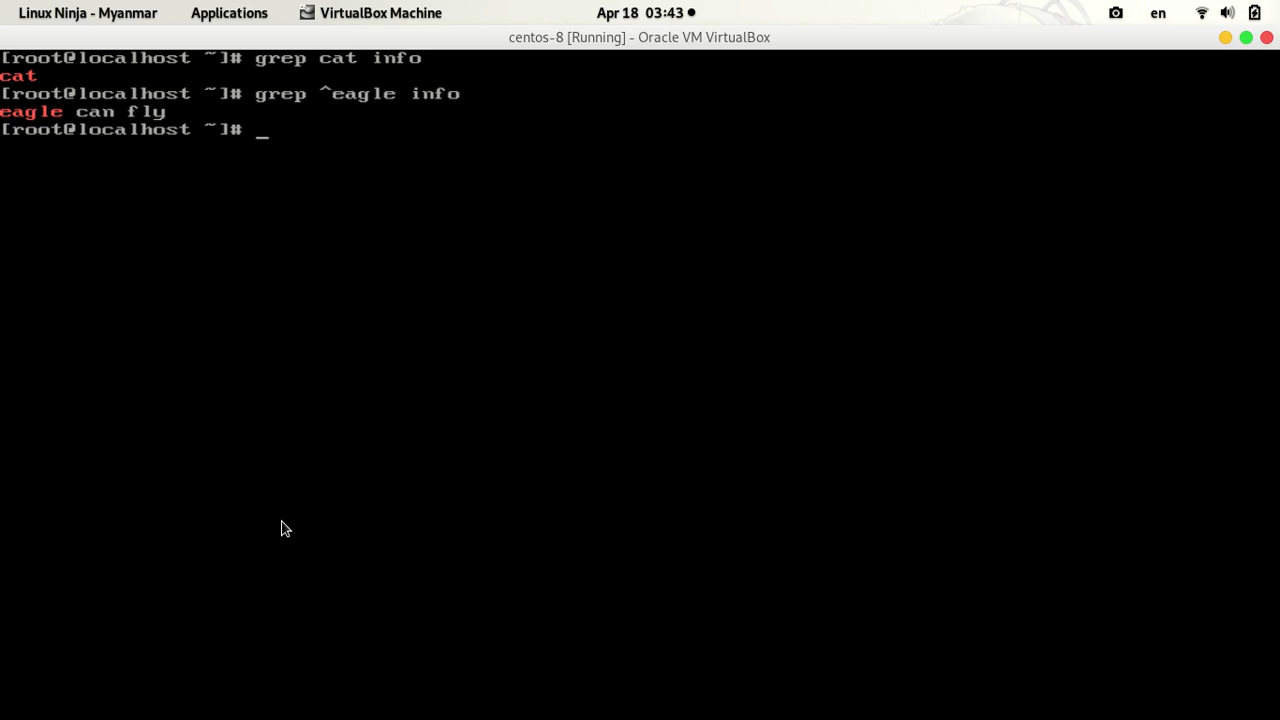 Linux Ninja - Myanmar Applications VirtualBox Machine Apr 18 03:43 en
centos-8 [Running] - Oracle VM VirtualBox
[root@localhost ~]# grep cat info
cat
[root@localhost ~]# grep ^eagle info
eagle can fly
[root@localhost ~]# _